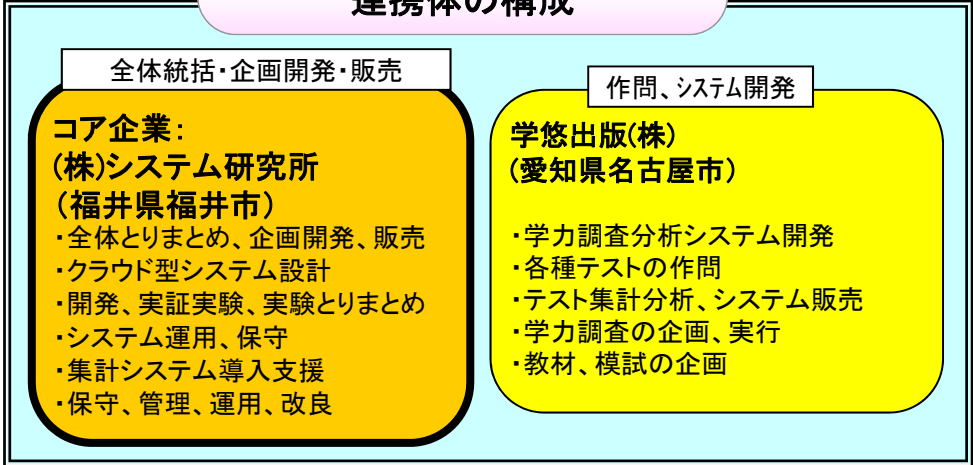 連携体の構成
全体統括・企画開発・販売
コア企業：
(株)システム研究所
（福井県福井市）
・全体とりまとめ、企画開発、販売
・クラウド型システム設計
・開発、実証実験、実験とりまとめ
・システム運用、保守
・集計システム導入支援
・保守、管理、運用、改良
作問、ｼｽﾃﾑ開発
学悠出版(株)
(愛知県名古屋市）
・学力調査分析システム開発
・各種テストの作問
・テスト集計分析、システム販売
・学力調査の企画、実行
・教材、模試の企画